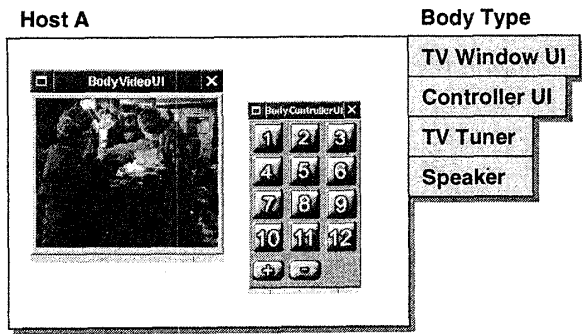 Host A
Body Type
TV Window UI
Controller UI
TV Tuner
Speaker
BodyVideoUI
BodyControllerUI
1 2 3
4 5 6
7 8 9
10 11 12
+ -